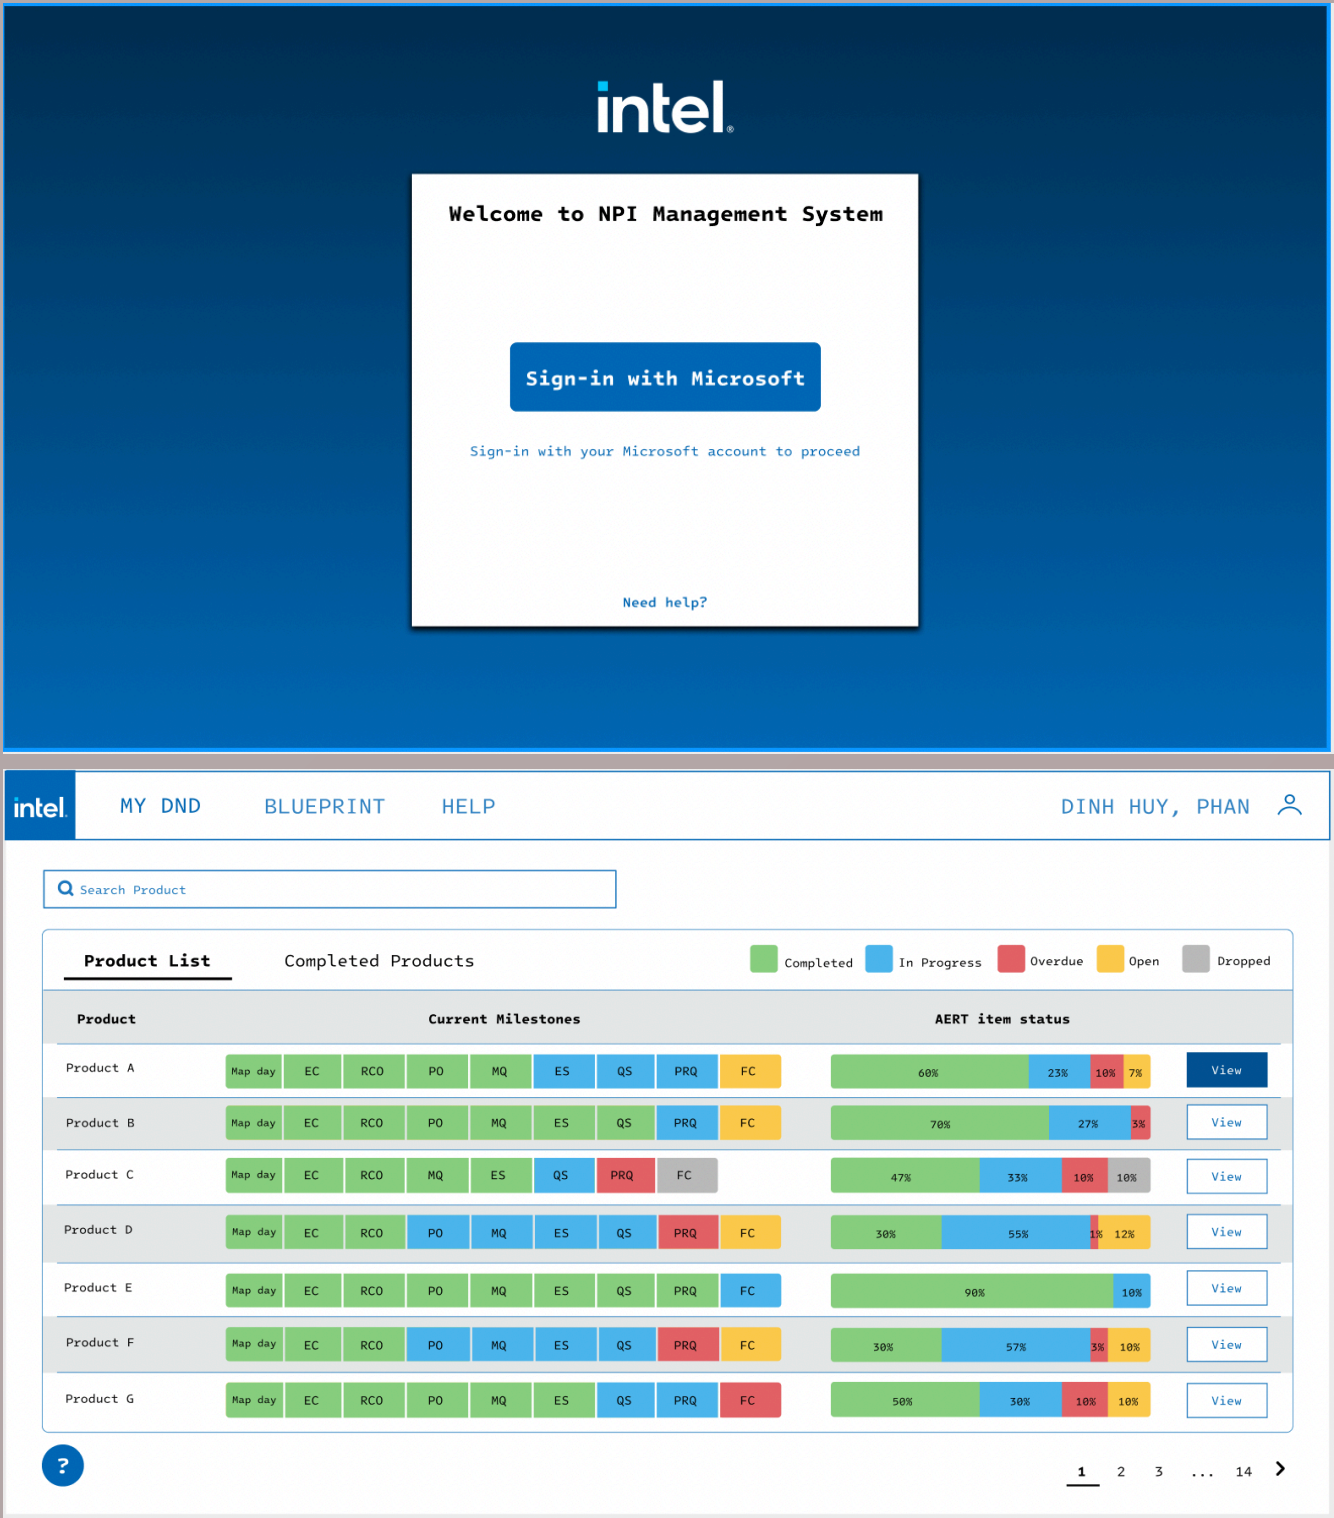 intel®
Welcome to NPI Management System
Sign-in with Microsoft
Sign-in with your Microsoft account to proceed
Need help?
intel.
MY DND BLUEPRINT HELP DINH HUY, PHAN
Search Product
Product List Completed Products Completed In Progress Overdue Open Dropped
Product Current Milestones AERT item status
Product A Map day EC RCO PO MQ ES QS PRQ FC 60% 23% 10% 7% View
Product B Map day EC RCO PO MQ ES QS PRQ FC 70% 27% 3% View
Product C Map day EC RCO MQ ES QS PRQ FC 47% 33% 10% 10% View
Product D Map day EC RCO PO MQ ES QS PRQ FC 30% 55% 1% 12% View
Product E Map day EC RCO PO MQ ES QS PRQ FC 90% 10% View
Product F Map day EC RCO PO MQ ES QS PRQ FC 30% 57% 3% 10% View
Product G Map day EC RCO PO MQ ES QS PRQ FC 50% 30% 10% 10% View
? 1 2 3 ... 14